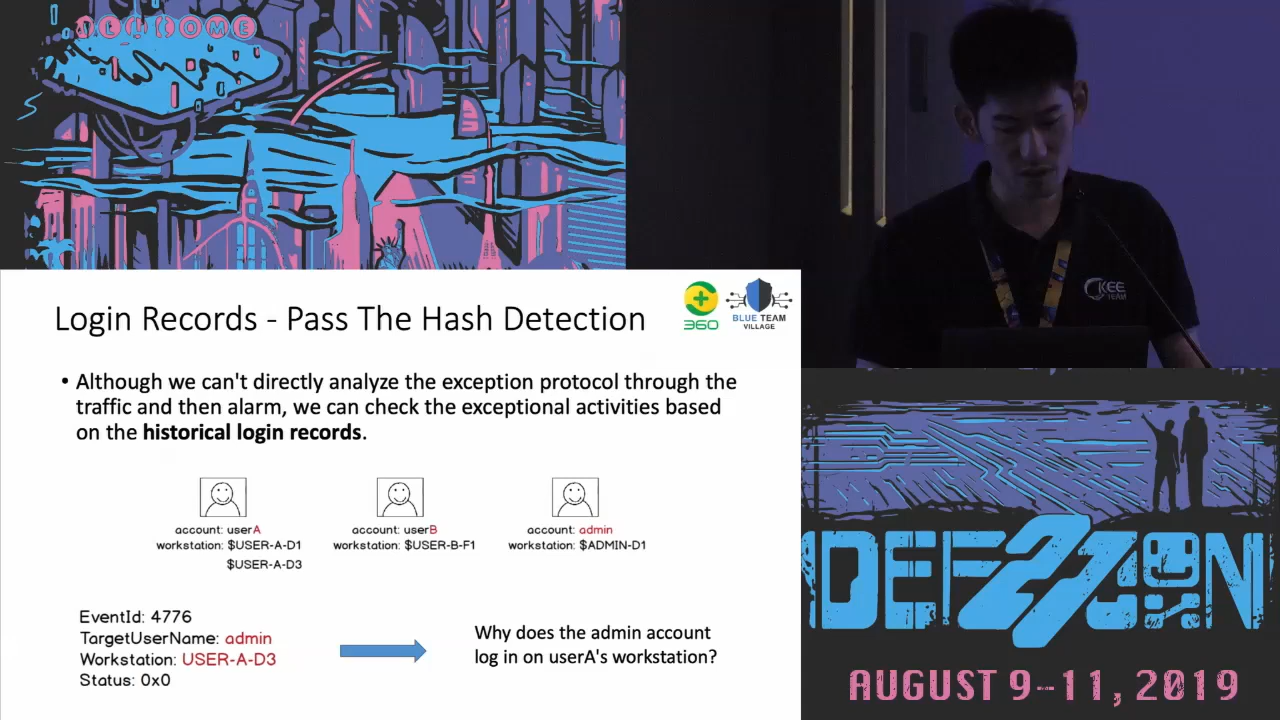 WELCOME
Login Records - Pass The Hash Detection
360
BLUE TEAM
VILLAGE
• Although we can't directly analyze the exception protocol through the
traffic and then alarm, we can check the exceptional activities based
on the historical login records.
account: userA
workstation: $USER-A-D1
$USER-A-D3
account: userB
workstation: $USER-B-F1
account: admin
workstation: $ADMIN-D1
EventId: 4776
TargetUserName: admin
Workstation: USER-A-D3
Status: 0x0
Why does the admin account
log in on userA's workstation?
KEE
TEAM
DEF CON
27
AUGUST 9-11, 2019